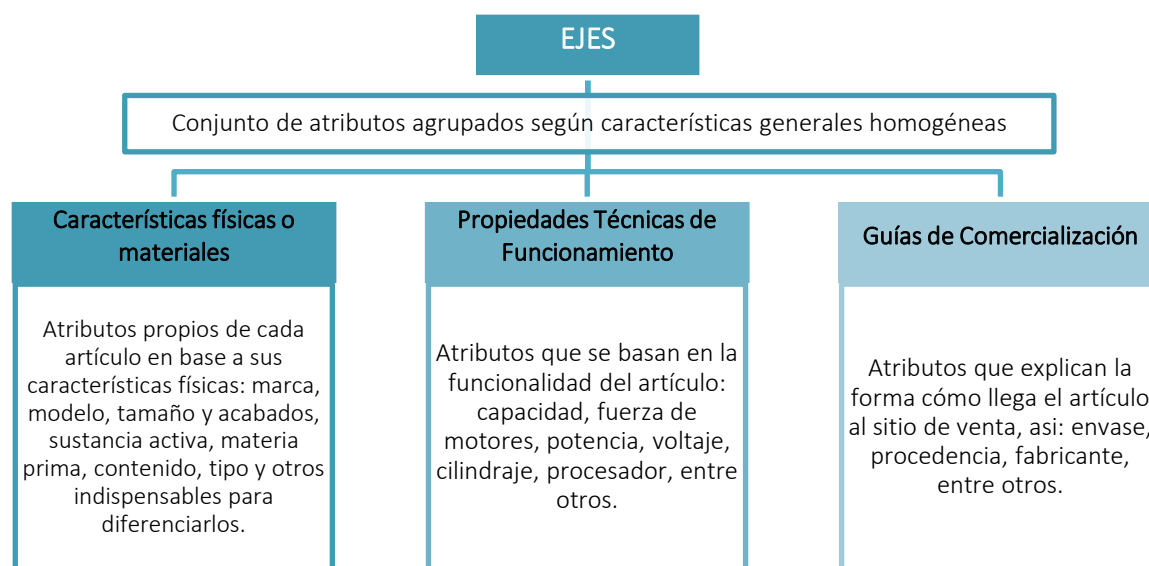 EJES
Conjunto de atributos agrupados según características generales homogéneas
Características físicas o
materiales
Atributos propios de cada
artículo en base a sus
características físicas: marca,
modelo, tamaño y acabados,
sustancia activa, materia
prima, contenido, tipo y otros
indispensables para
diferenciarlos.
Propiedades Técnicas de
Funcionamiento
Atributos que se basan en la
funcionalidad del artículo:
capacidad, fuerza de
motores, potencia, voltaje,
cilindraje, procesador, entre
otros.
Guías de Comercialización
Atributos que explican la
forma cómo llega el artículo
al sitio de venta, asi: envase,
procedencia, fabricante,
entre otros.